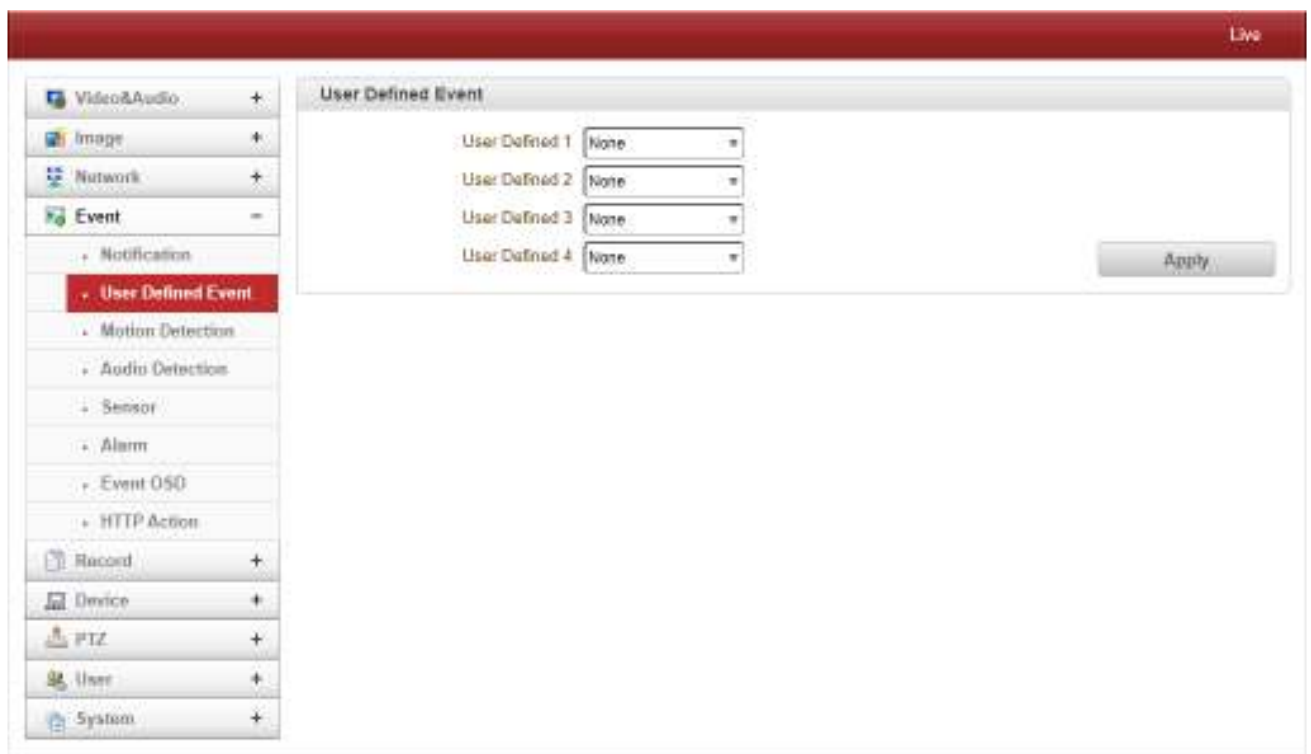 Live
Video&Audio +
Image +
Network +
Event -
Notification
User Defined Event
Motion Detection
Audio Detection
Sensor
Alarm
Event OSD
HTTP Action
Record +
Device +
PTZ +
User +
System +
User Defined Event
User Defined 1 None
User Defined 2 None
User Defined 3 None
User Defined 4 None
Apply